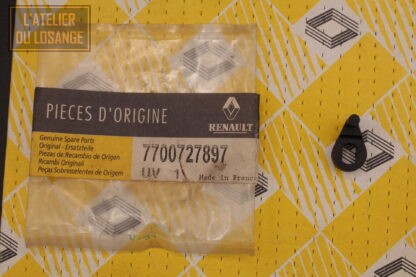 L'ATELIER
DU LOSANGE
PIECES D'ORIGINE
RENAULT
Genuine Spare Parts
Original - Ersatzteile
Piezas de Recambio de Origen
Ricambi Originali
Peças Sobresselentes de Origem
7700727897
UV 1
Made in France